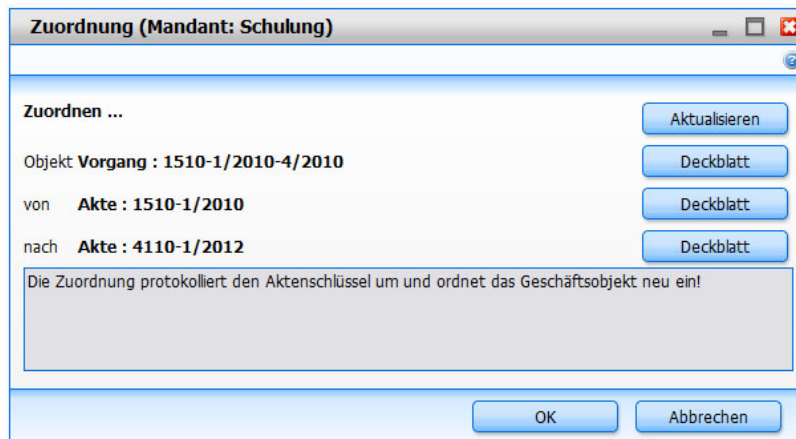 Zuordnung (Mandant: Schulung)
Zuordnen ...
Aktualisieren
Objekt Vorgang : 1510-1/2010-4/2010
Deckblatt
von Akte : 1510-1/2010
Deckblatt
nach Akte : 4110-1/2012
Deckblatt
Die Zuordnung protokolliert den Aktenschlüssel um und ordnet das Geschäftsobjekt neu ein!
OK
Abbrechen